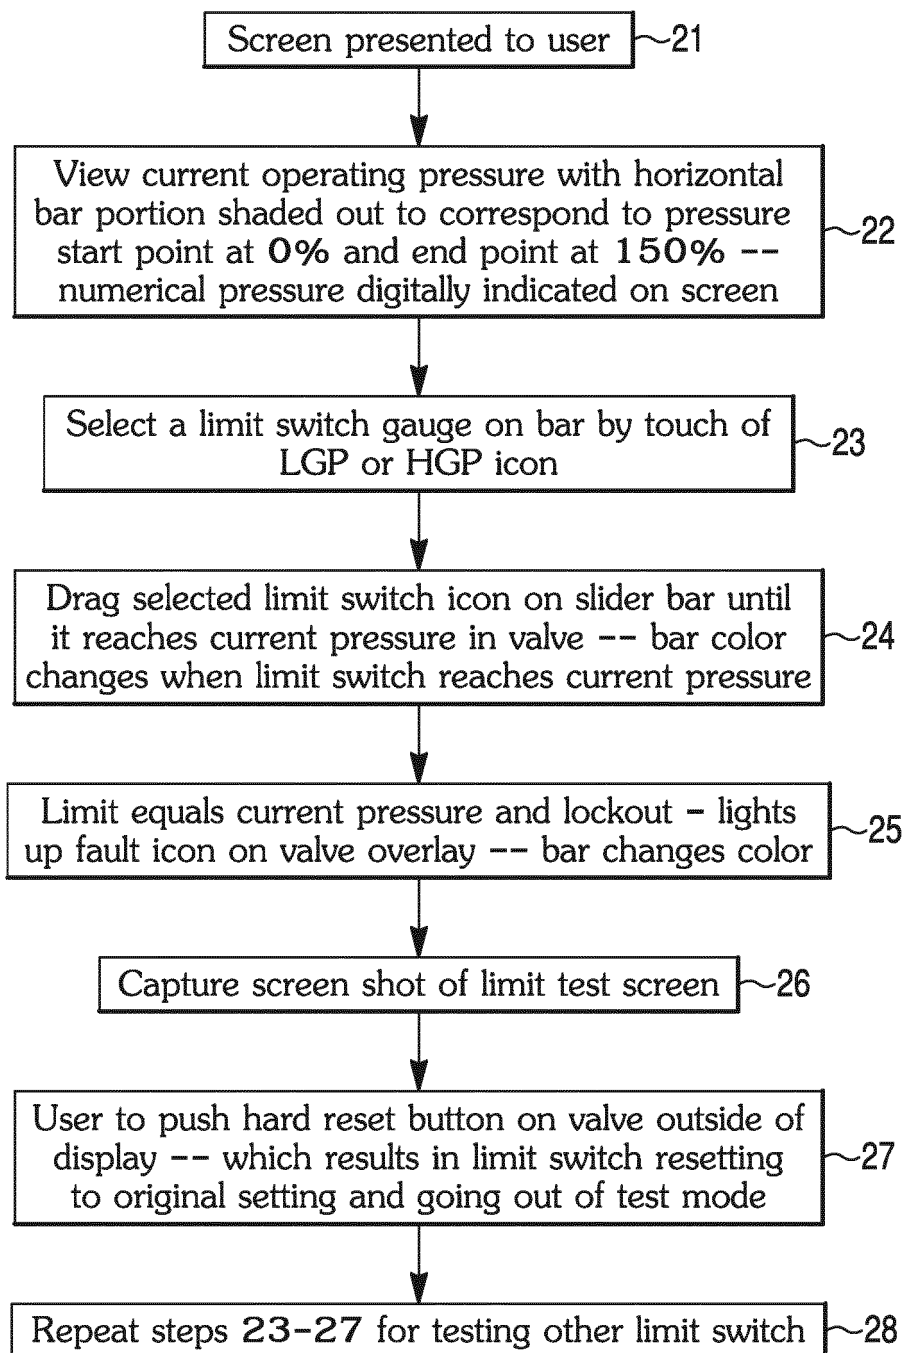 Screen presented to user
21
View current operating pressure with horizontal
bar portion shaded out to correspond to pressure
start point at 0% and end point at 150% --
numerical pressure digitally indicated on screen
22
Select a limit switch gauge on bar by touch of
LGP or HGP icon
23
Drag selected limit switch icon on slider bar until
it reaches current pressure in valve -- bar color
changes when limit switch reaches current pressure
24
Limit equals current pressure and lockout - lights
up fault icon on valve overlay -- bar changes color
25
Capture screen shot of limit test screen
26
User to push hard reset button on valve outside of
display -- which results in limit switch resetting
to original setting and going out of test mode
27
Repeat steps 23-27 for testing other limit switch
28